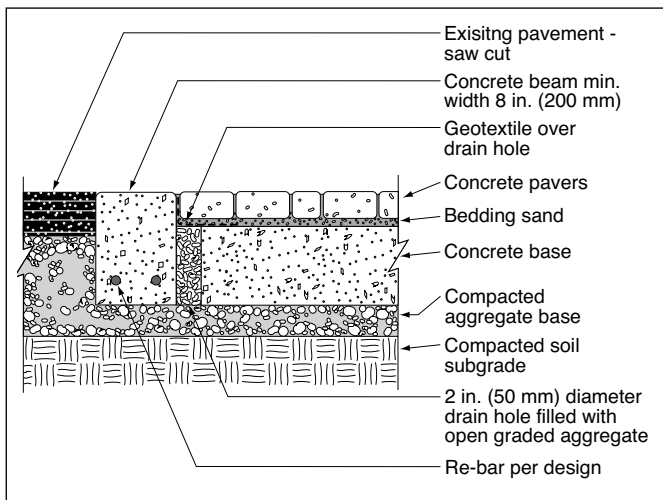 Exisitng pavement -
saw cut
Concrete beam min.
width 8 in. (200 mm)
Geotextile over
drain hole
Concrete pavers
Bedding sand
Concrete base
Compacted
aggregate base
Compacted soil
subgrade
2 in. (50 mm) diameter
drain hole filled with
open graded aggregate
Re-bar per design